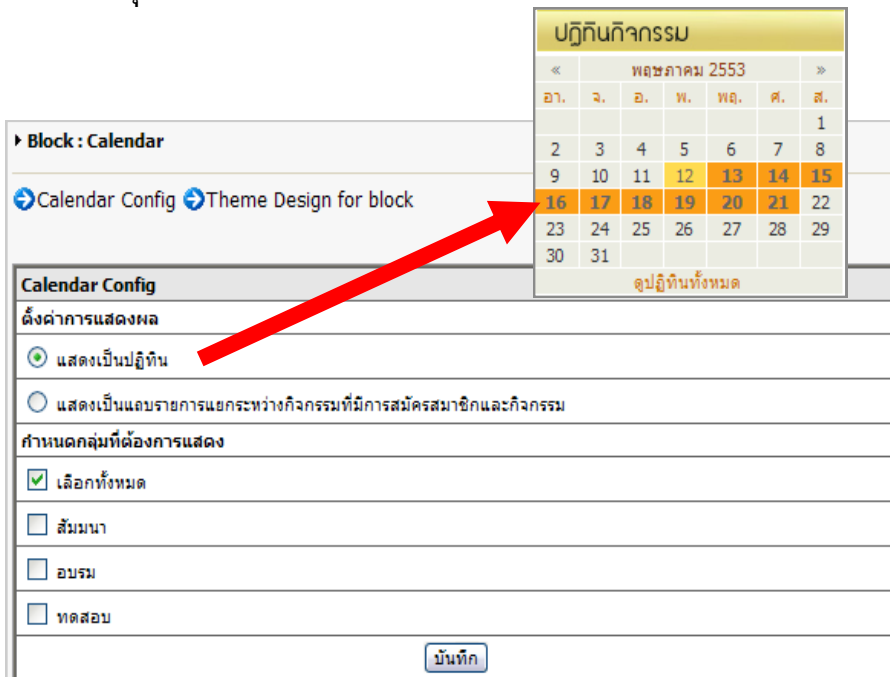 ปฏิทินกิจกรรม
« พฤษภาคม 2553 »
อา. จ. อ. พ. พฤ. ศ. ส.
1
2 3 4 5 6 7 8
9 10 11 12 13 14 15
16 17 18 19 20 21 22
23 24 25 26 27 28 29
30 31
ดูปฏิทินทั้งหมด
Block : Calendar
Calendar Config Theme Design for block
Calendar Config
ตั้งค่าการแสดงผล
แสดงเป็นปฏิทิน
แสดงเป็นแถบรายการแยกระหว่างกิจกรรมที่มีการสมัครสมาชิกและกิจกรรม
กำหนดกลุ่มที่ต้องการแสดง
เลือกทั้งหมด
สัมมนา
อบรม
ทดสอบ
บันทึก